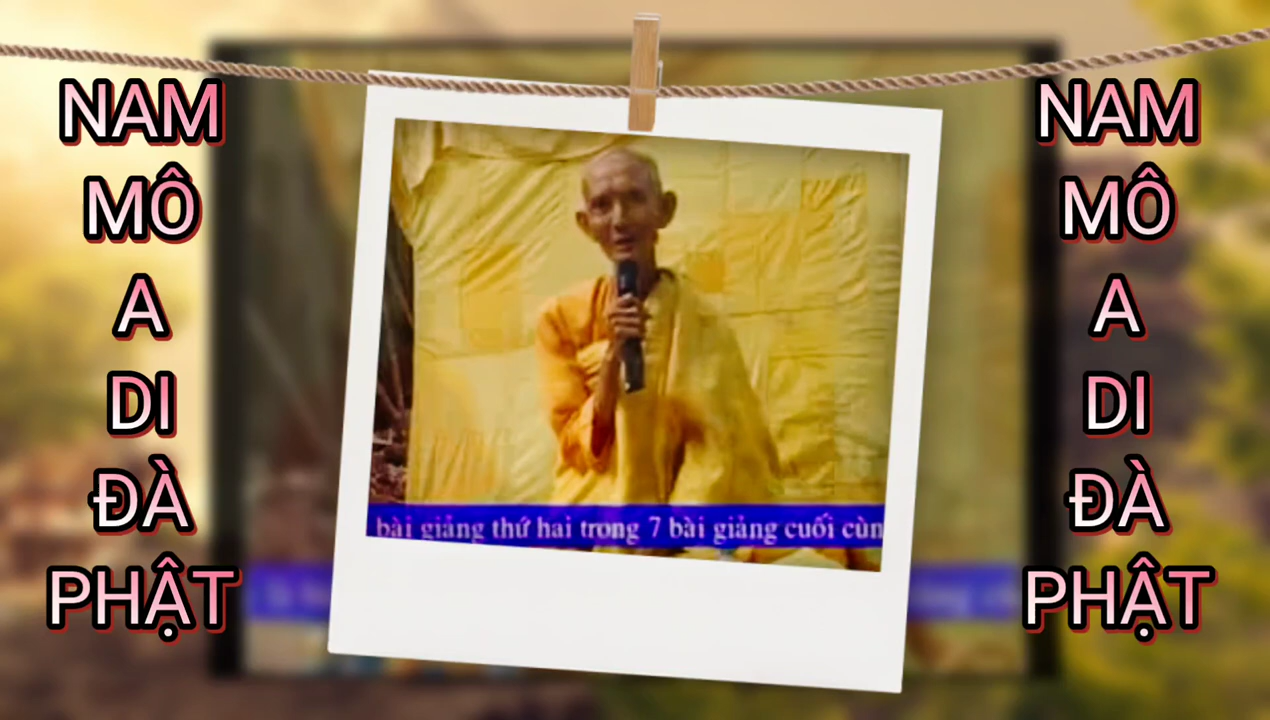 NAM
MÔ
A
DI
ĐÀ
PHẬT
bài giảng thứ hai trong 7 bài giảng cuối cùn
NAM
MÔ
A
DI
ĐÀ
PHẬT